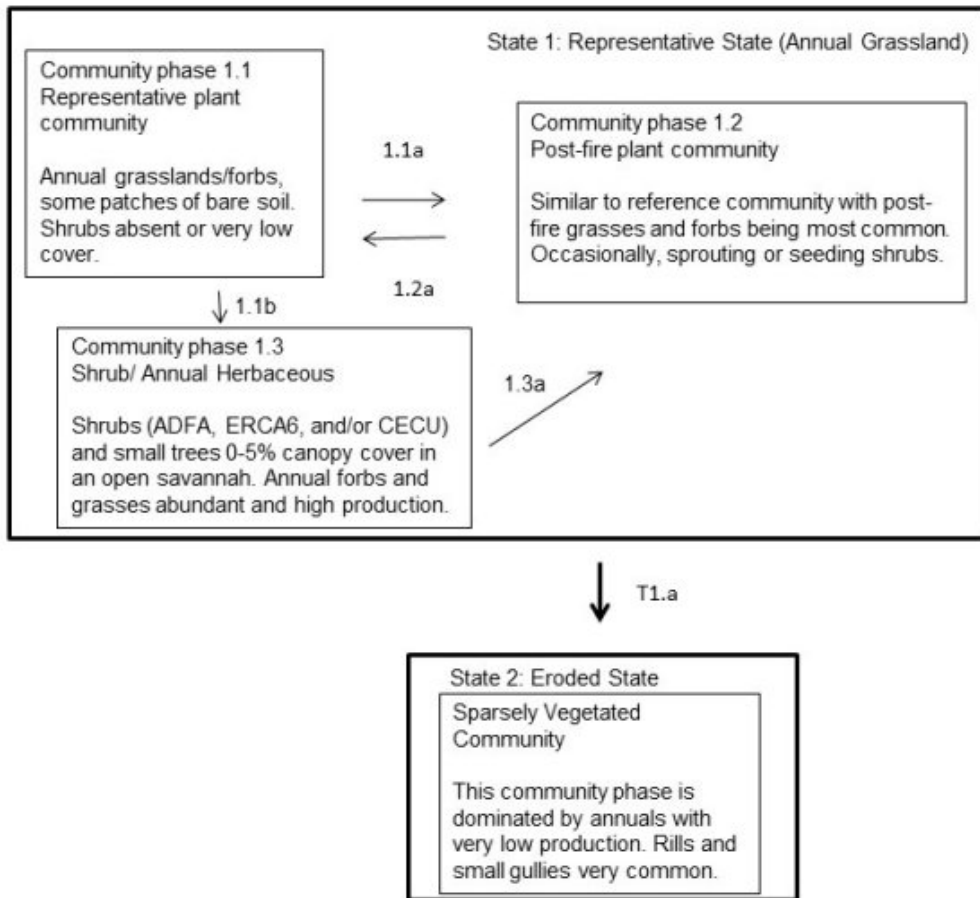 State 1: Representative State (Annual Grassland)
Community phase 1.1
Representative plant
community
Annual grasslands/forbs,
some patches of bare soil.
Shrubs absent or very low
cover.
1.1a
1.2a
Community phase 1.2
Post-fire plant community
Similar to reference community with post-
fire grasses and forbs being most common.
Occasionally, sprouting or seeding shrubs.
1.1b
Community phase 1.3
Shrub/ Annual Herbaceous
Shrubs (ADFA, ERCA6, and/or CECU)
and small trees 0-5% canopy cover in
an open savannah. Annual forbs and
grasses abundant and high production.
1.3a
T1.a
State 2: Eroded State
Sparsely Vegetated
Community
This community phase is
dominated by annuals with
very low production. Rills and
small gullies very common.